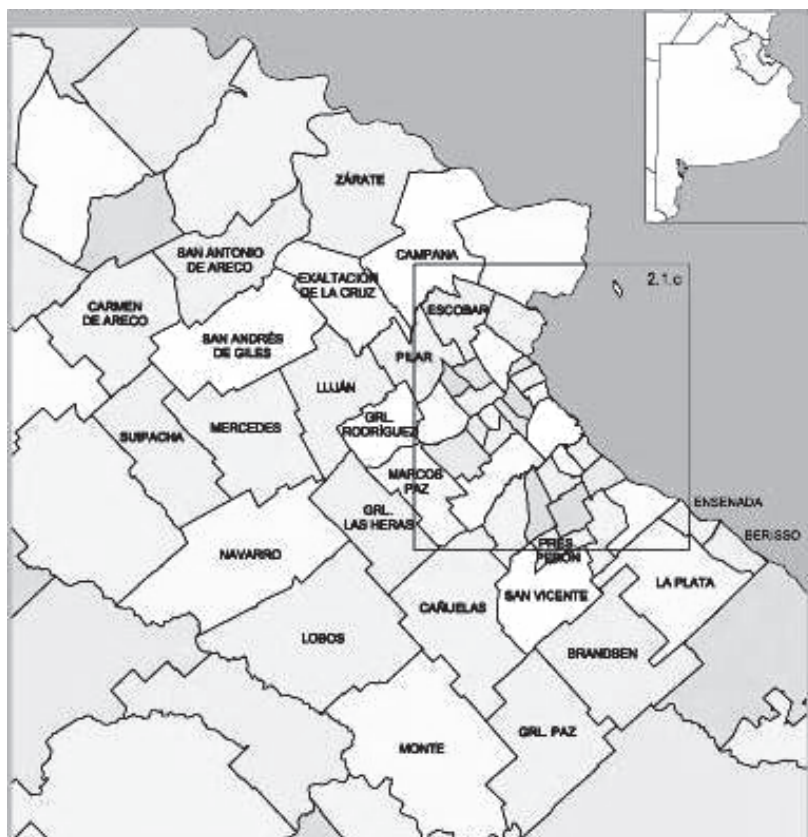 ZÁRATE
SAN ANTONIO
DE ARECO
CAMPANA
2.1.c
EXALTACIÓN
DE LA CRUZ
CARMEN
DE ARECO
ESCOBAR
SAN ANDRÉS
DE GILES
PILAR
LUJÁN
GRL.
RODRÍGUEZ
MERCEDES
SUIPACHA
MARCOS
PAZ
GRL.
LAS HERAS
ENSENADA
BERISSO
PRES.
PERÓN
NAVARRO
LA PLATA
SAN VICENTE
CAÑUELAS
LOBOS
BRANDSEN
GRL. PAZ
MONTE